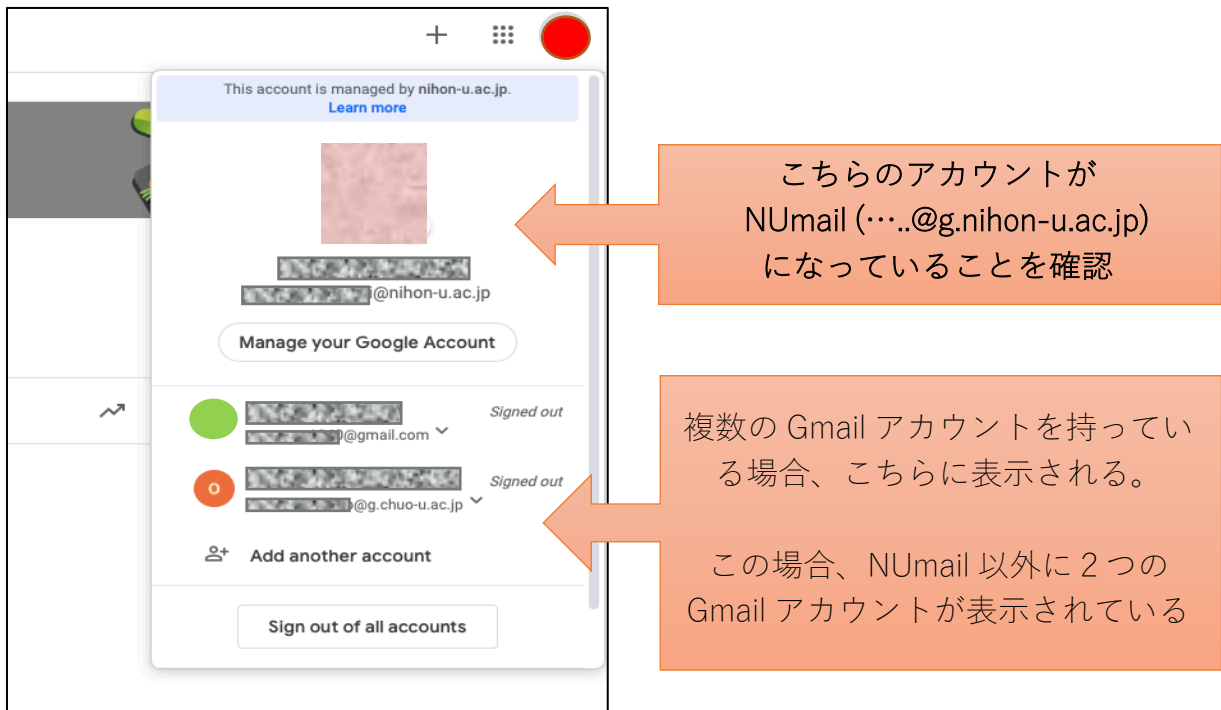 This account is managed by nihon-u.ac.jp.
Learn more
@nihon-u.ac.jp
Manage your Google Account
Signed out
@gmail.com
O
Signed out
@g.chuo-u.ac.jp
Add another account
Sign out of all accounts
こちらのアカウントが
NUmail (…..@g.nihon-u.ac.jp)
になっていることを確認
複数の Gmail アカウントを持ってい
る場合、こちらに表示される。
この場合、NUmail 以外に２つの
Gmail アカウントが表示されている